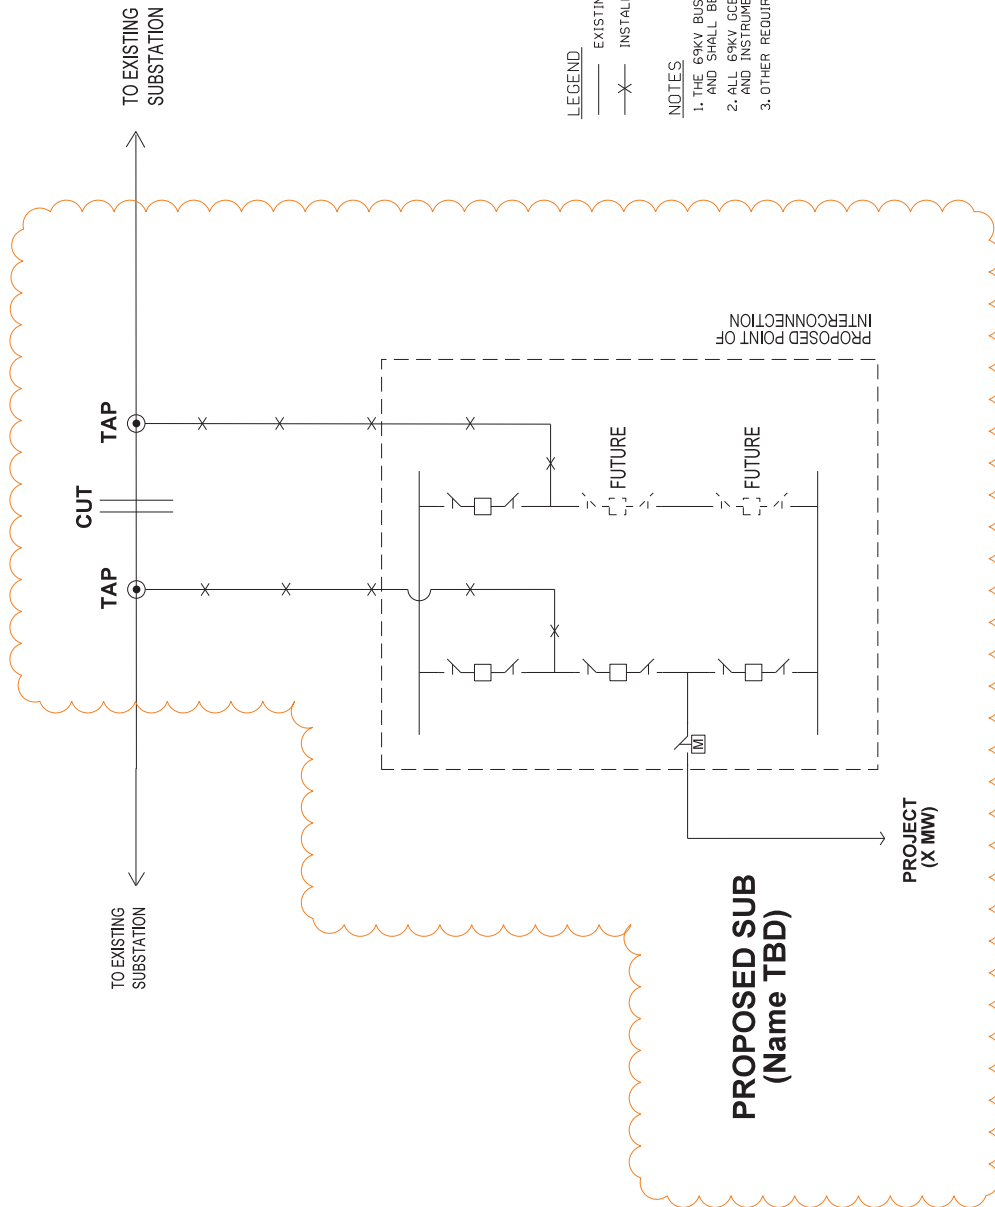 TO EXISTING
SUBSTATION
TAP
CUT
TAP
TO EXISTING
SUBSTATION
PROPOSED POINT OF
INTERCONNECTION
FUTURE
FUTURE
M
PROJECT
(X MW)
PROPOSED SUB
(Name TBD)
LEGEND
EXISTIN
INSTALL
NOTES
1. THE 69KV BUS
AND SHALL BE
2. ALL 69KV GCB
AND INSTRUME
3. OTHER REQUIR